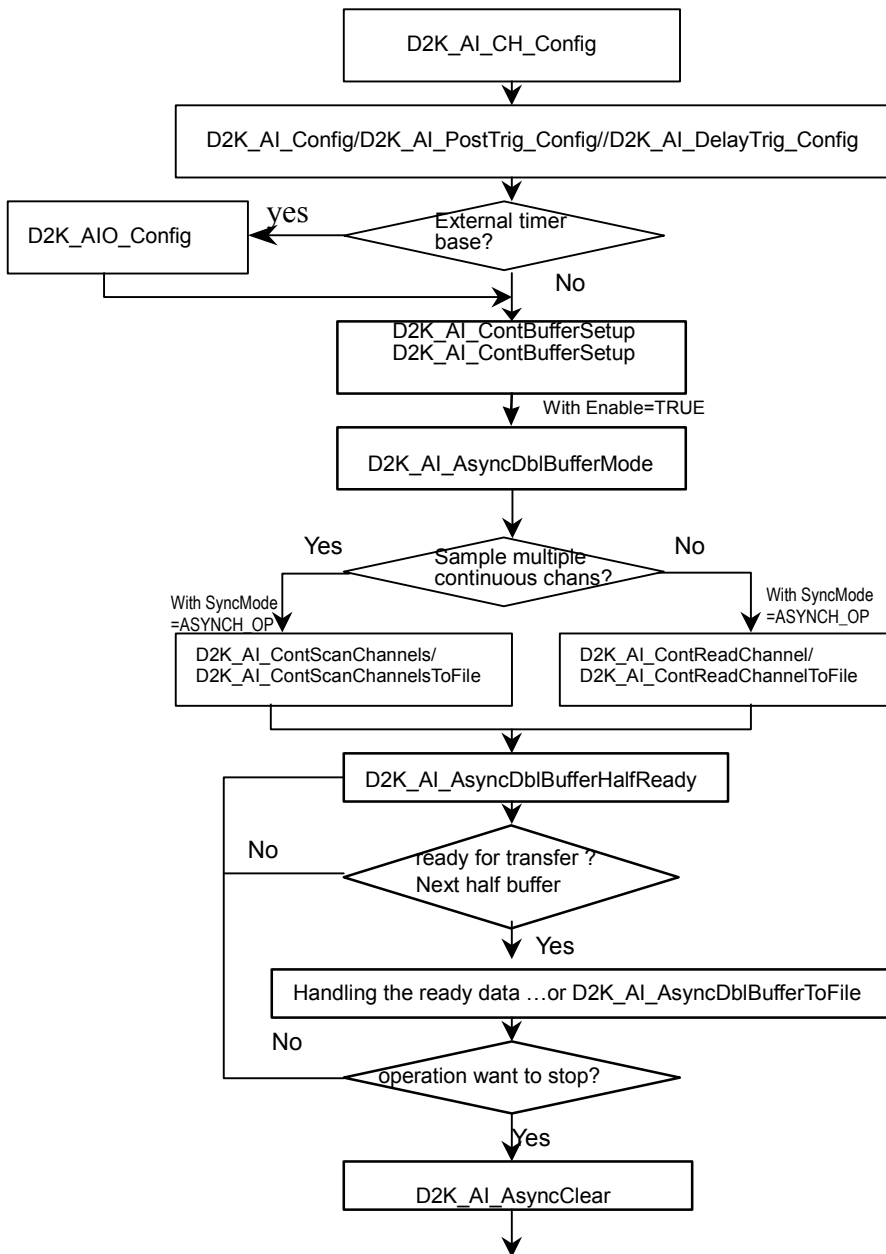 D2K_AI_CH_Config
D2K_AI_Config/D2K_AI_PostTrig_Config//D2K_AI_DelayTrig_Config
External timer
base?
yes
D2K_AIO_Config
No
D2K_AI_ContBufferSetup
D2K_AI_ContBufferSetup
With Enable=TRUE
D2K_AI_AsyncDblBufferMode
Yes
Sample multiple
continuous chans?
No
With SyncMode
=ASYNCH_OP
With SyncMode
=ASYNCH_OP
D2K_AI_ContScanChannels/
D2K_AI_ContScanChannelsToFile
D2K_AI_ContReadChannel/
D2K_AI_ContReadChannelToFile
D2K_AI_AsyncDblBufferHalfReady
No
ready for transfer ?
Next half buffer
Yes
Handling the ready data …or D2K_AI_AsyncDblBufferToFile
No
operation want to stop?
Yes
D2K_AI_AsyncClear